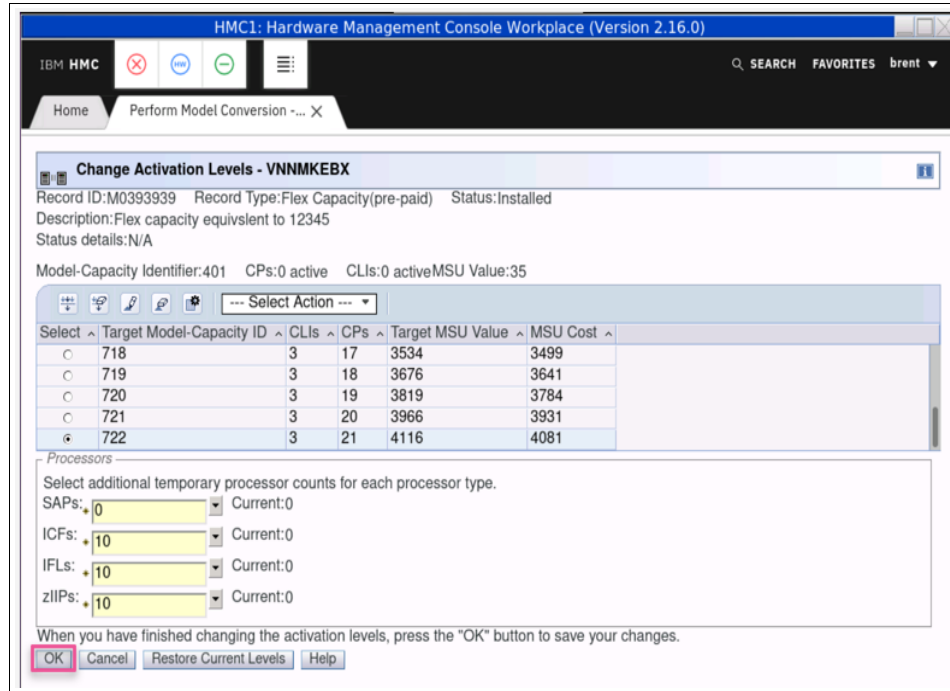 HMC1: Hardware Management Console Workplace (Version 2.16.0)
IBM HMC HW SEARCH FAVORITES brent
Home Perform Model Conversion -... X
Change Activation Levels - VNNMKEBX i
Record ID:M0393939 Record Type:Flex Capacity(pre-paid) Status:Installed
Description:Flex capacity equivslent to 12345
Status details:N/A
Model-Capacity Identifier:401 CPs:0 active CLIs:0 activeMSU Value:35
--- Select Action ---
Select Target Model-Capacity ID CLIs CPs Target MSU Value MSU Cost
718 3 17 3534 3499
719 3 18 3676 3641
720 3 19 3819 3784
721 3 20 3966 3931
722 3 21 4116 4081
Processors
Select additional temporary processor counts for each processor type.
SAPs: 0 Current:0
ICFs: 10 Current:0
IFLs: 10 Current:0
zIIPs: 10 Current:0
When you have finished changing the activation levels, press the "OK" button to save your changes.
OK Cancel Restore Current Levels Help